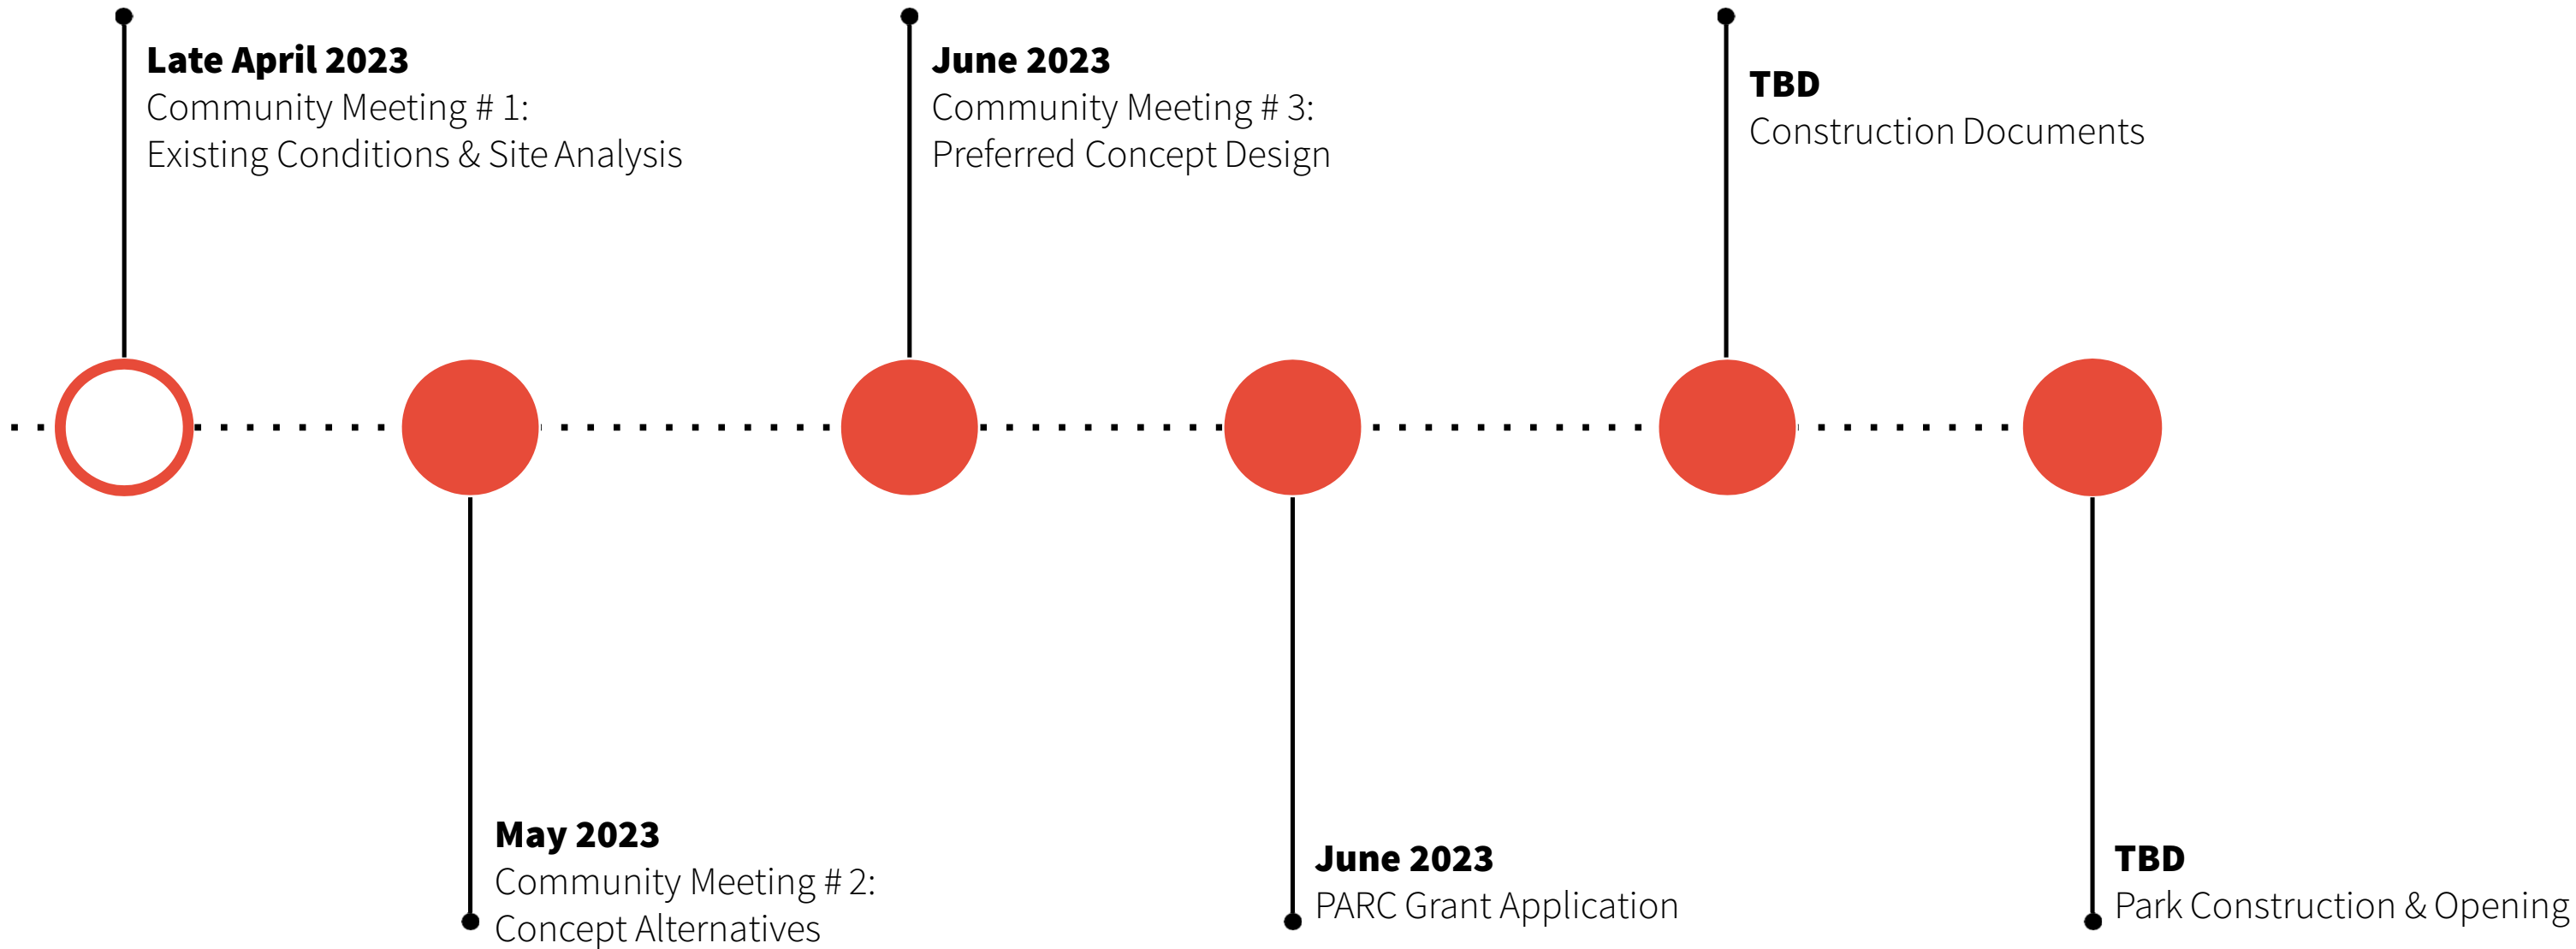 Late April 2023
Community Meeting # 1:
Existing Conditions & Site Analysis
May 2023
Community Meeting # 2:
Concept Alternatives
June 2023
Community Meeting # 3:
Preferred Concept Design
June 2023
PARC Grant Application
TBD
Construction Documents
TBD
Park Construction & Opening